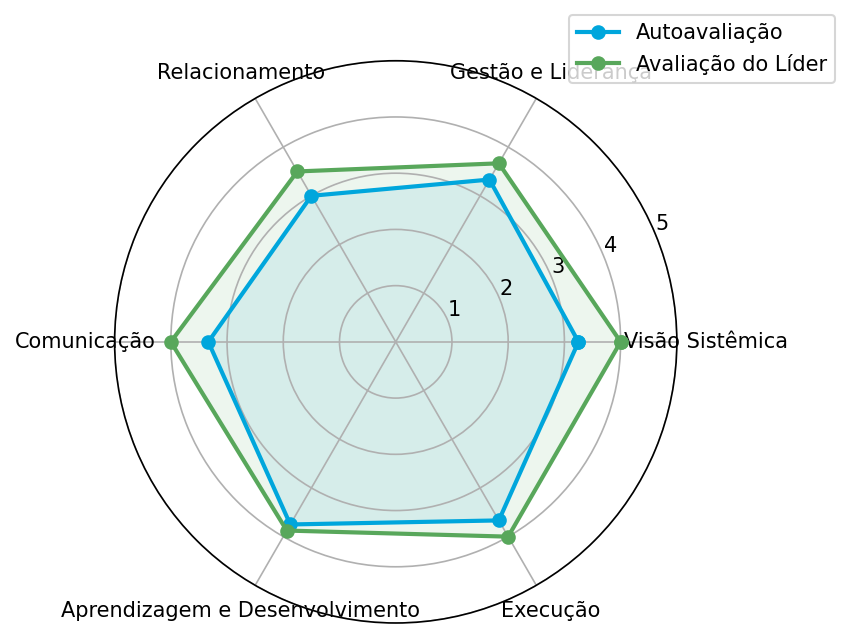 Autoavaliação
Avaliação do Líder
Relacionamento
Gestão e Liderança
5
4
3
2
1
Comunicação
Visão Sistêmica
Aprendizagem e Desenvolvimento
Execução